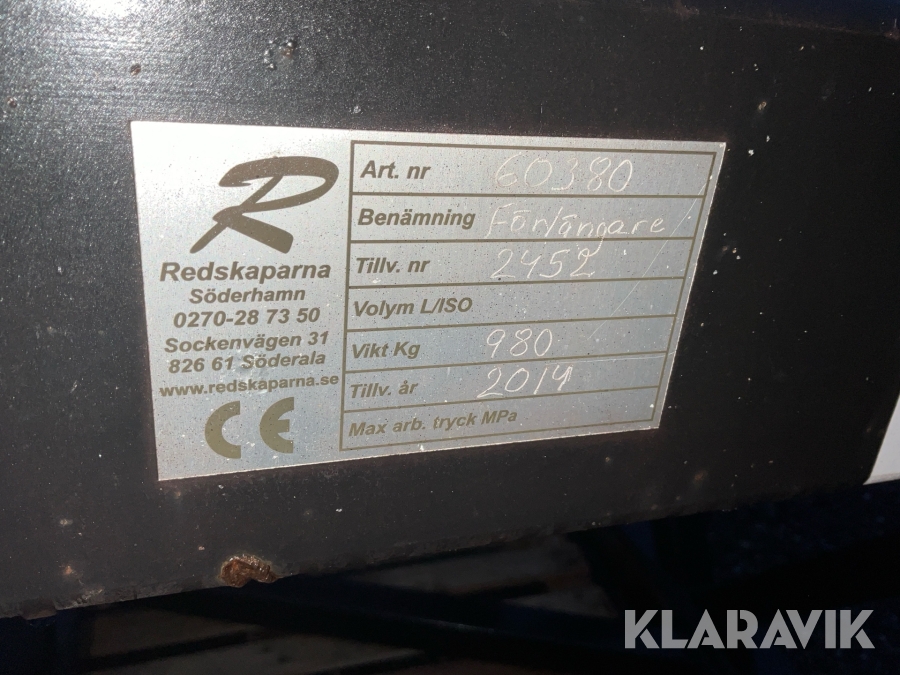 R
Redskaparna
Söderhamn
0270-28 73 50
Sockenvägen 31
826 61 Söderala
www.redskaparna.se
CE
Art. nr 60380
Benämning Förlängare
Tillv. nr 2452
Volym L/ISO
Vikt Kg 980
Tillv. år 2014
Max arb. tryck MPa
KLARAVIK